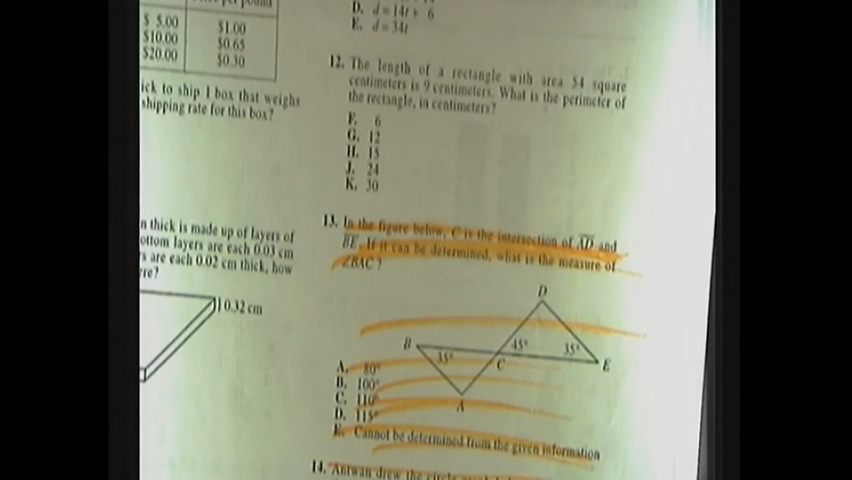 per pound
$ 5.00 $1.00
$10.00 $0.65
$20.00 $0.30
ick to ship 1 box that weighs
shipping rate for this box?
n thick is made up of layers of
ottom layers are each 0.03 cm
s are each 0.02 cm thick, how
ere?
0.32 cm
D. d = 14t + 6
E. d = 34t
12. The length of a rectangle with area 54 square
centimeters is 9 centimeters. What is the perimeter of
the rectangle, in centimeters?
F. 6
G. 12
H. 15
J. 24
K. 30
13. In the figure below, C is the intersection of AD and
BE. If it can be determined, what is the measure of
∠BAC?
D
B 35° 45° 35°
C E
A
A. 80°
B. 100°
C. 110°
D. 115°
E. Cannot be determined from the given information
14. Antwan drew the circle